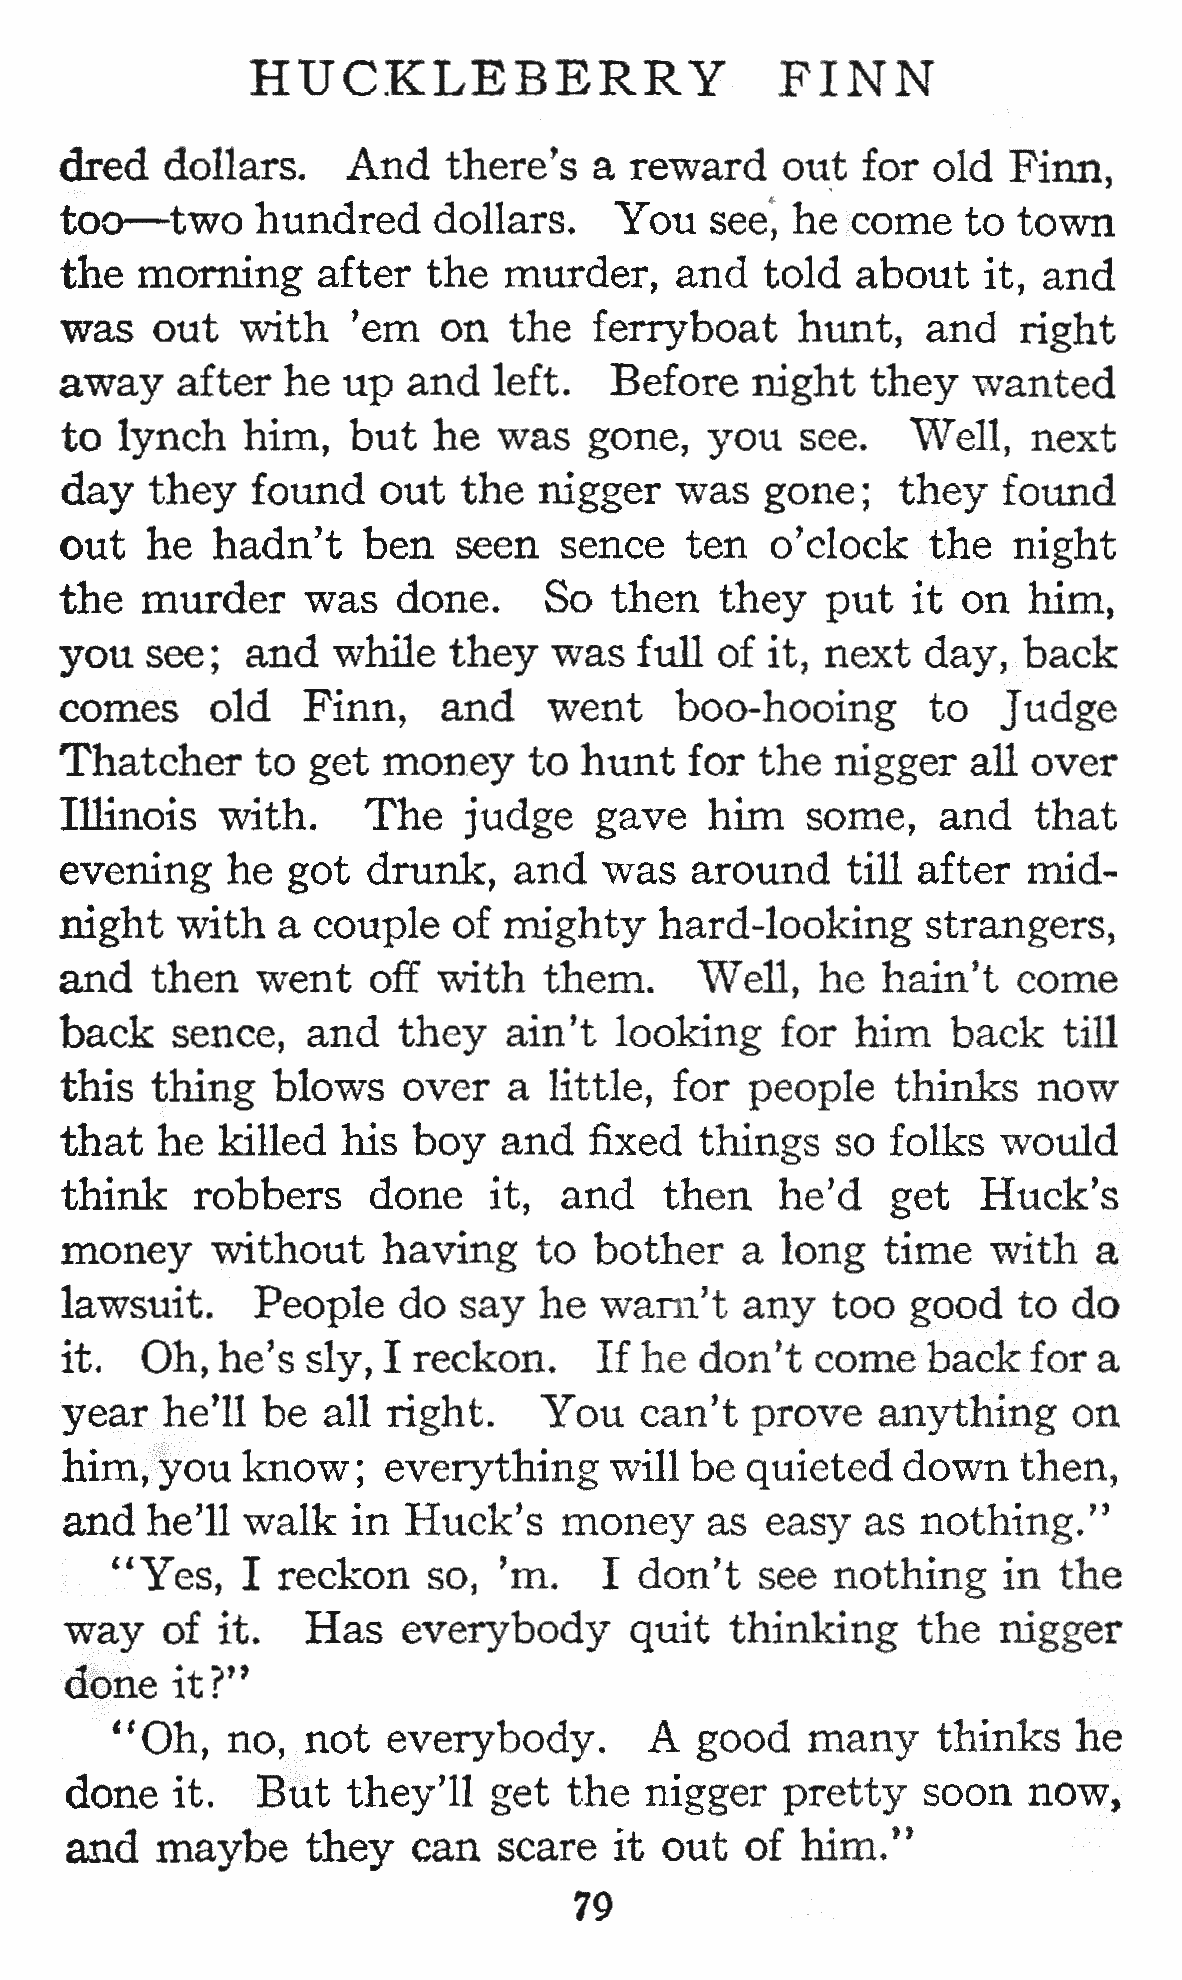 HUCKLEBERRY FINN
dred dollars. And there's a reward out for old Finn,
too—two hundred dollars. You see, he come to town
the morning after the murder, and told about it, and
was out with 'em on the ferryboat hunt, and right
away after he up and left. Before night they wanted
to lynch him, but he was gone, you see. Well, next
day they found out the nigger was gone; they found
out he hadn't ben seen sence ten o'clock the night
the murder was done. So then they put it on him,
you see; and while they was full of it, next day, back
comes old Finn, and went boo-hooing to Judge
Thatcher to get money to hunt for the nigger all over
Illinois with. The judge gave him some, and that
evening he got drunk, and was around till after mid-
night with a couple of mighty hard-looking strangers,
and then went off with them. Well, he hain't come
back sence, and they ain't looking for him back till
this thing blows over a little, for people thinks now
that he killed his boy and fixed things so folks would
think robbers done it, and then he'd get Huck's
money without having to bother a long time with a
lawsuit. People do say he warn't any too good to do
it. Oh, he's sly, I reckon. If he don't come back for a
year he'll be all right. You can't prove anything on
him, you know; everything will be quieted down then,
and he'll walk in Huck's money as easy as nothing."
"Yes, I reckon so, 'm. I don't see nothing in the
way of it. Has everybody quit thinking the nigger
done it?"
"Oh, no, not everybody. A good many thinks he
done it. But they'll get the nigger pretty soon now,
and maybe they can scare it out of him."
79